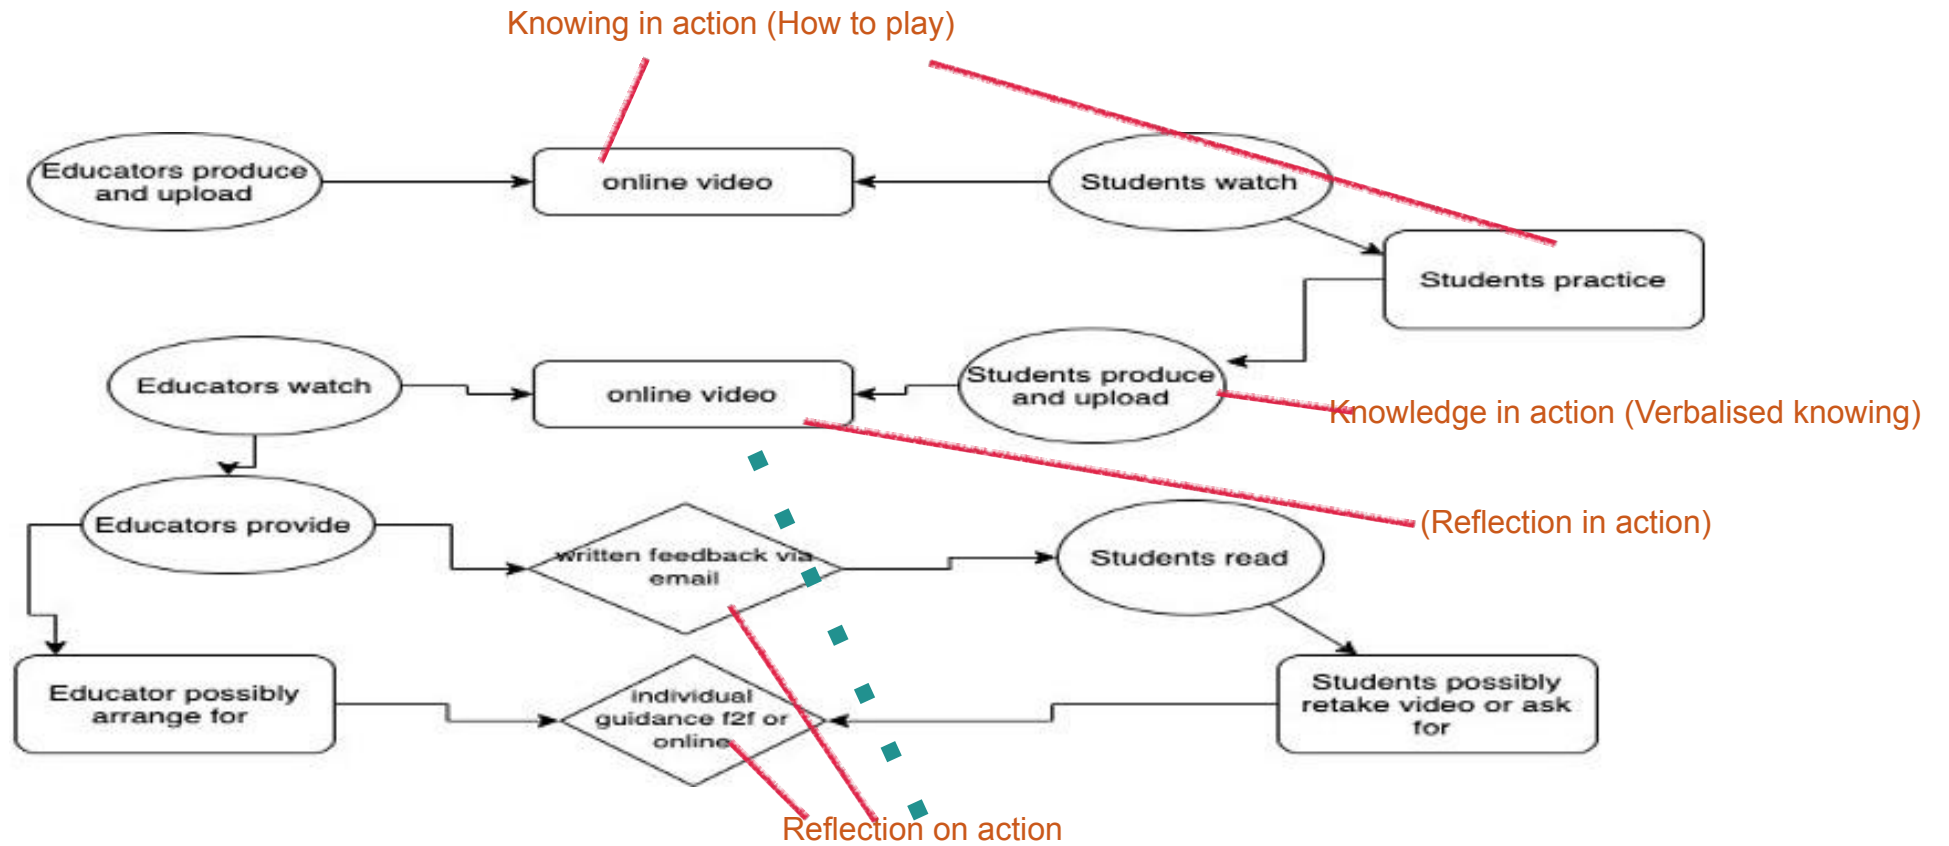 Knowing in action (How to play)
Educators produce
and upload
online video
Students watch
Students practice
Educators watch
online video
Students produce
and upload
Knowledge in action (Verbalised knowing)
(Reflection in action)
Educators provide
written feedback via
email
Students read
Educator possibly
arrange for
individual
guidance f2f or
online
Students possibly
retake video or ask
for
Reflection on action